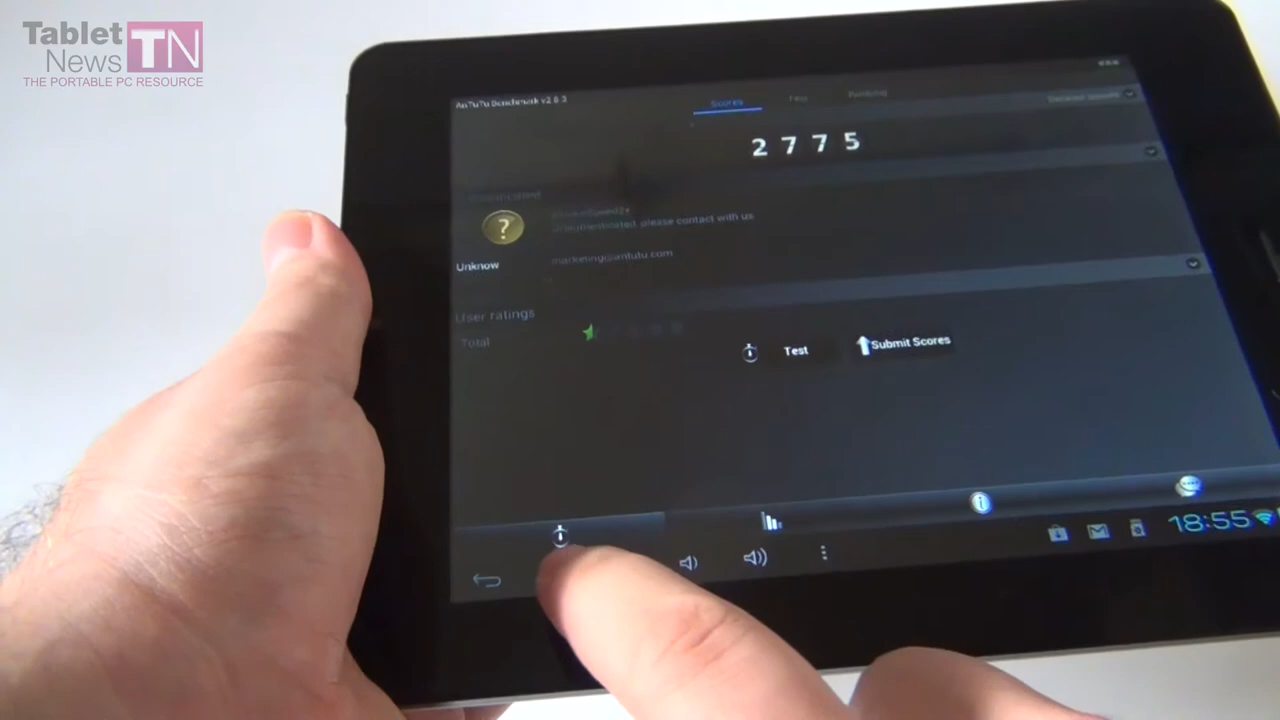 Tablet
News TN
THE PORTABLE PC RESOURCE
AnTuTu Benchmark v2.8.3
Scores Test Ranking
2775
?
please contact with us
Unknow
marketing@antutu.com
User ratings
Total
Test Submit Scores
18:55